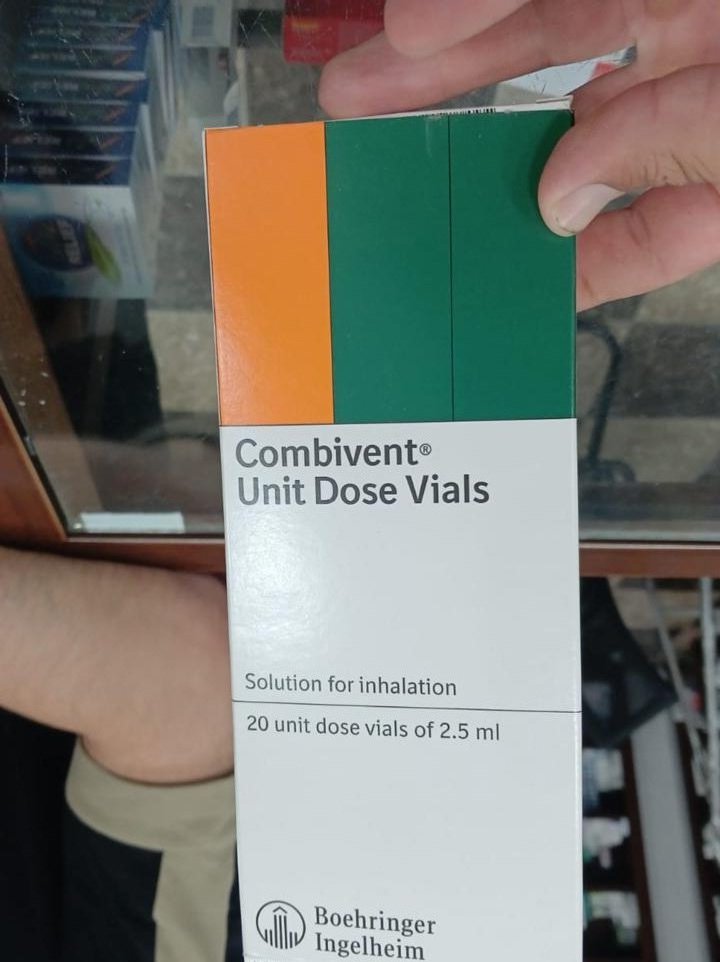 Combivent®
Unit Dose Vials
Solution for inhalation
20 unit dose vials of 2.5 ml
Boehringer
Ingelheim